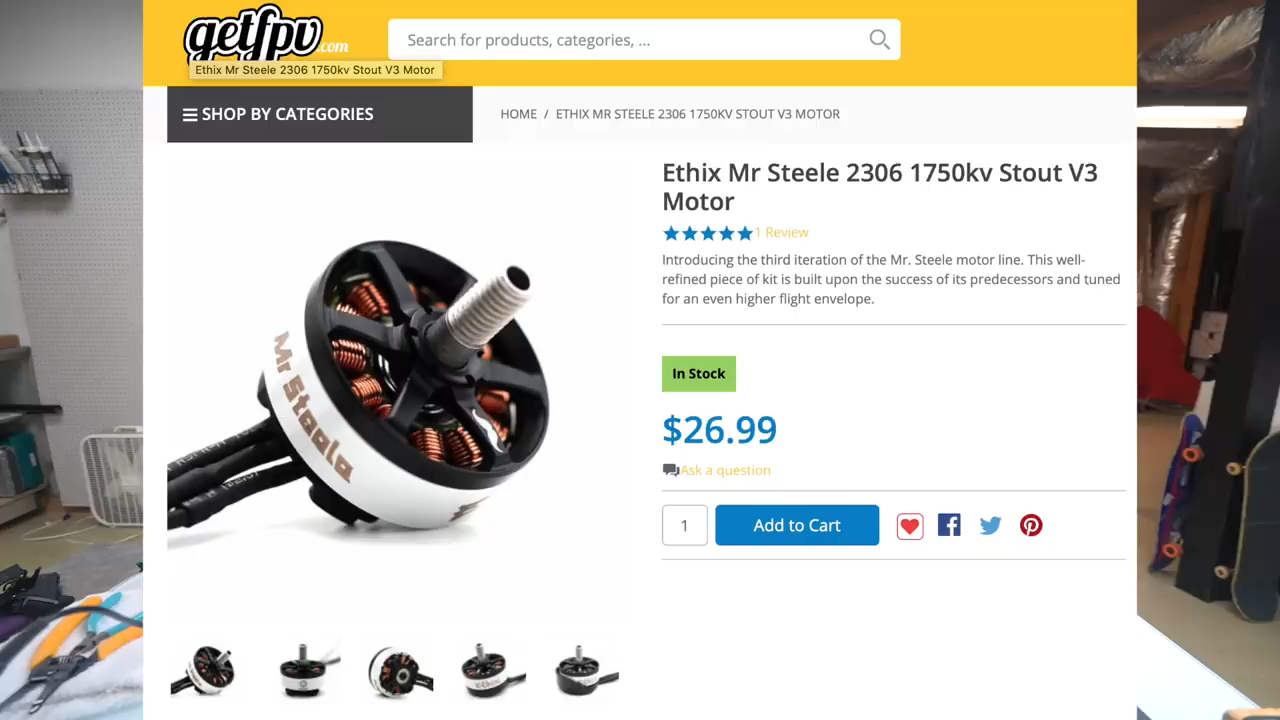 getfpv.com
Search for products, categories, ...
Ethix Mr Steele 2306 1750kv Stout V3 Motor
SHOP BY CATEGORIES
HOME / ETHIX MR STEELE 2306 1750KV STOUT V3 MOTOR
Ethix Mr Steele 2306 1750kv Stout V3
Motor
1 Review
Introducing the third iteration of the Mr. Steele motor line. This well-
refined piece of kit is built upon the success of its predecessors and tuned
for an even higher flight envelope.
In Stock
$26.99
Ask a question
1
Add to Cart
Mr Steele